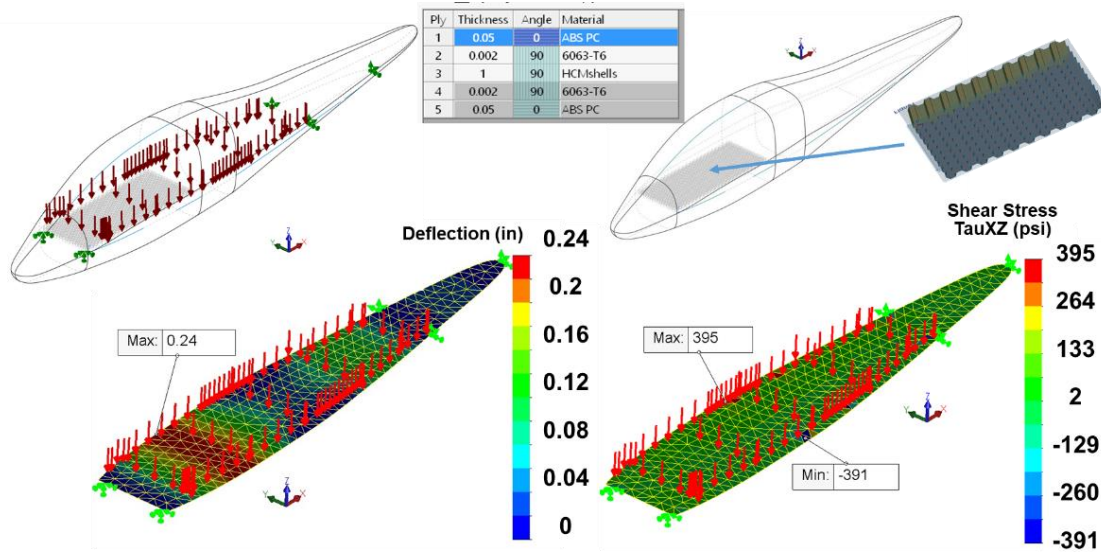 Ply Thickness Angle Material
1 0.05 0 ABS PC
2 0.002 90 6063-T6
3 1 90 HCMshells
4 0.002 90 6063-T6
5 0.05 0 ABS PC
Deflection (in)
0.24
0.2
0.16
0.12
0.08
0.04
0
Max: 0.24
Shear Stress
TauXZ (psi)
395
264
133
2
-129
-260
-391
Max: 395
Min: -391
Z
Y
X